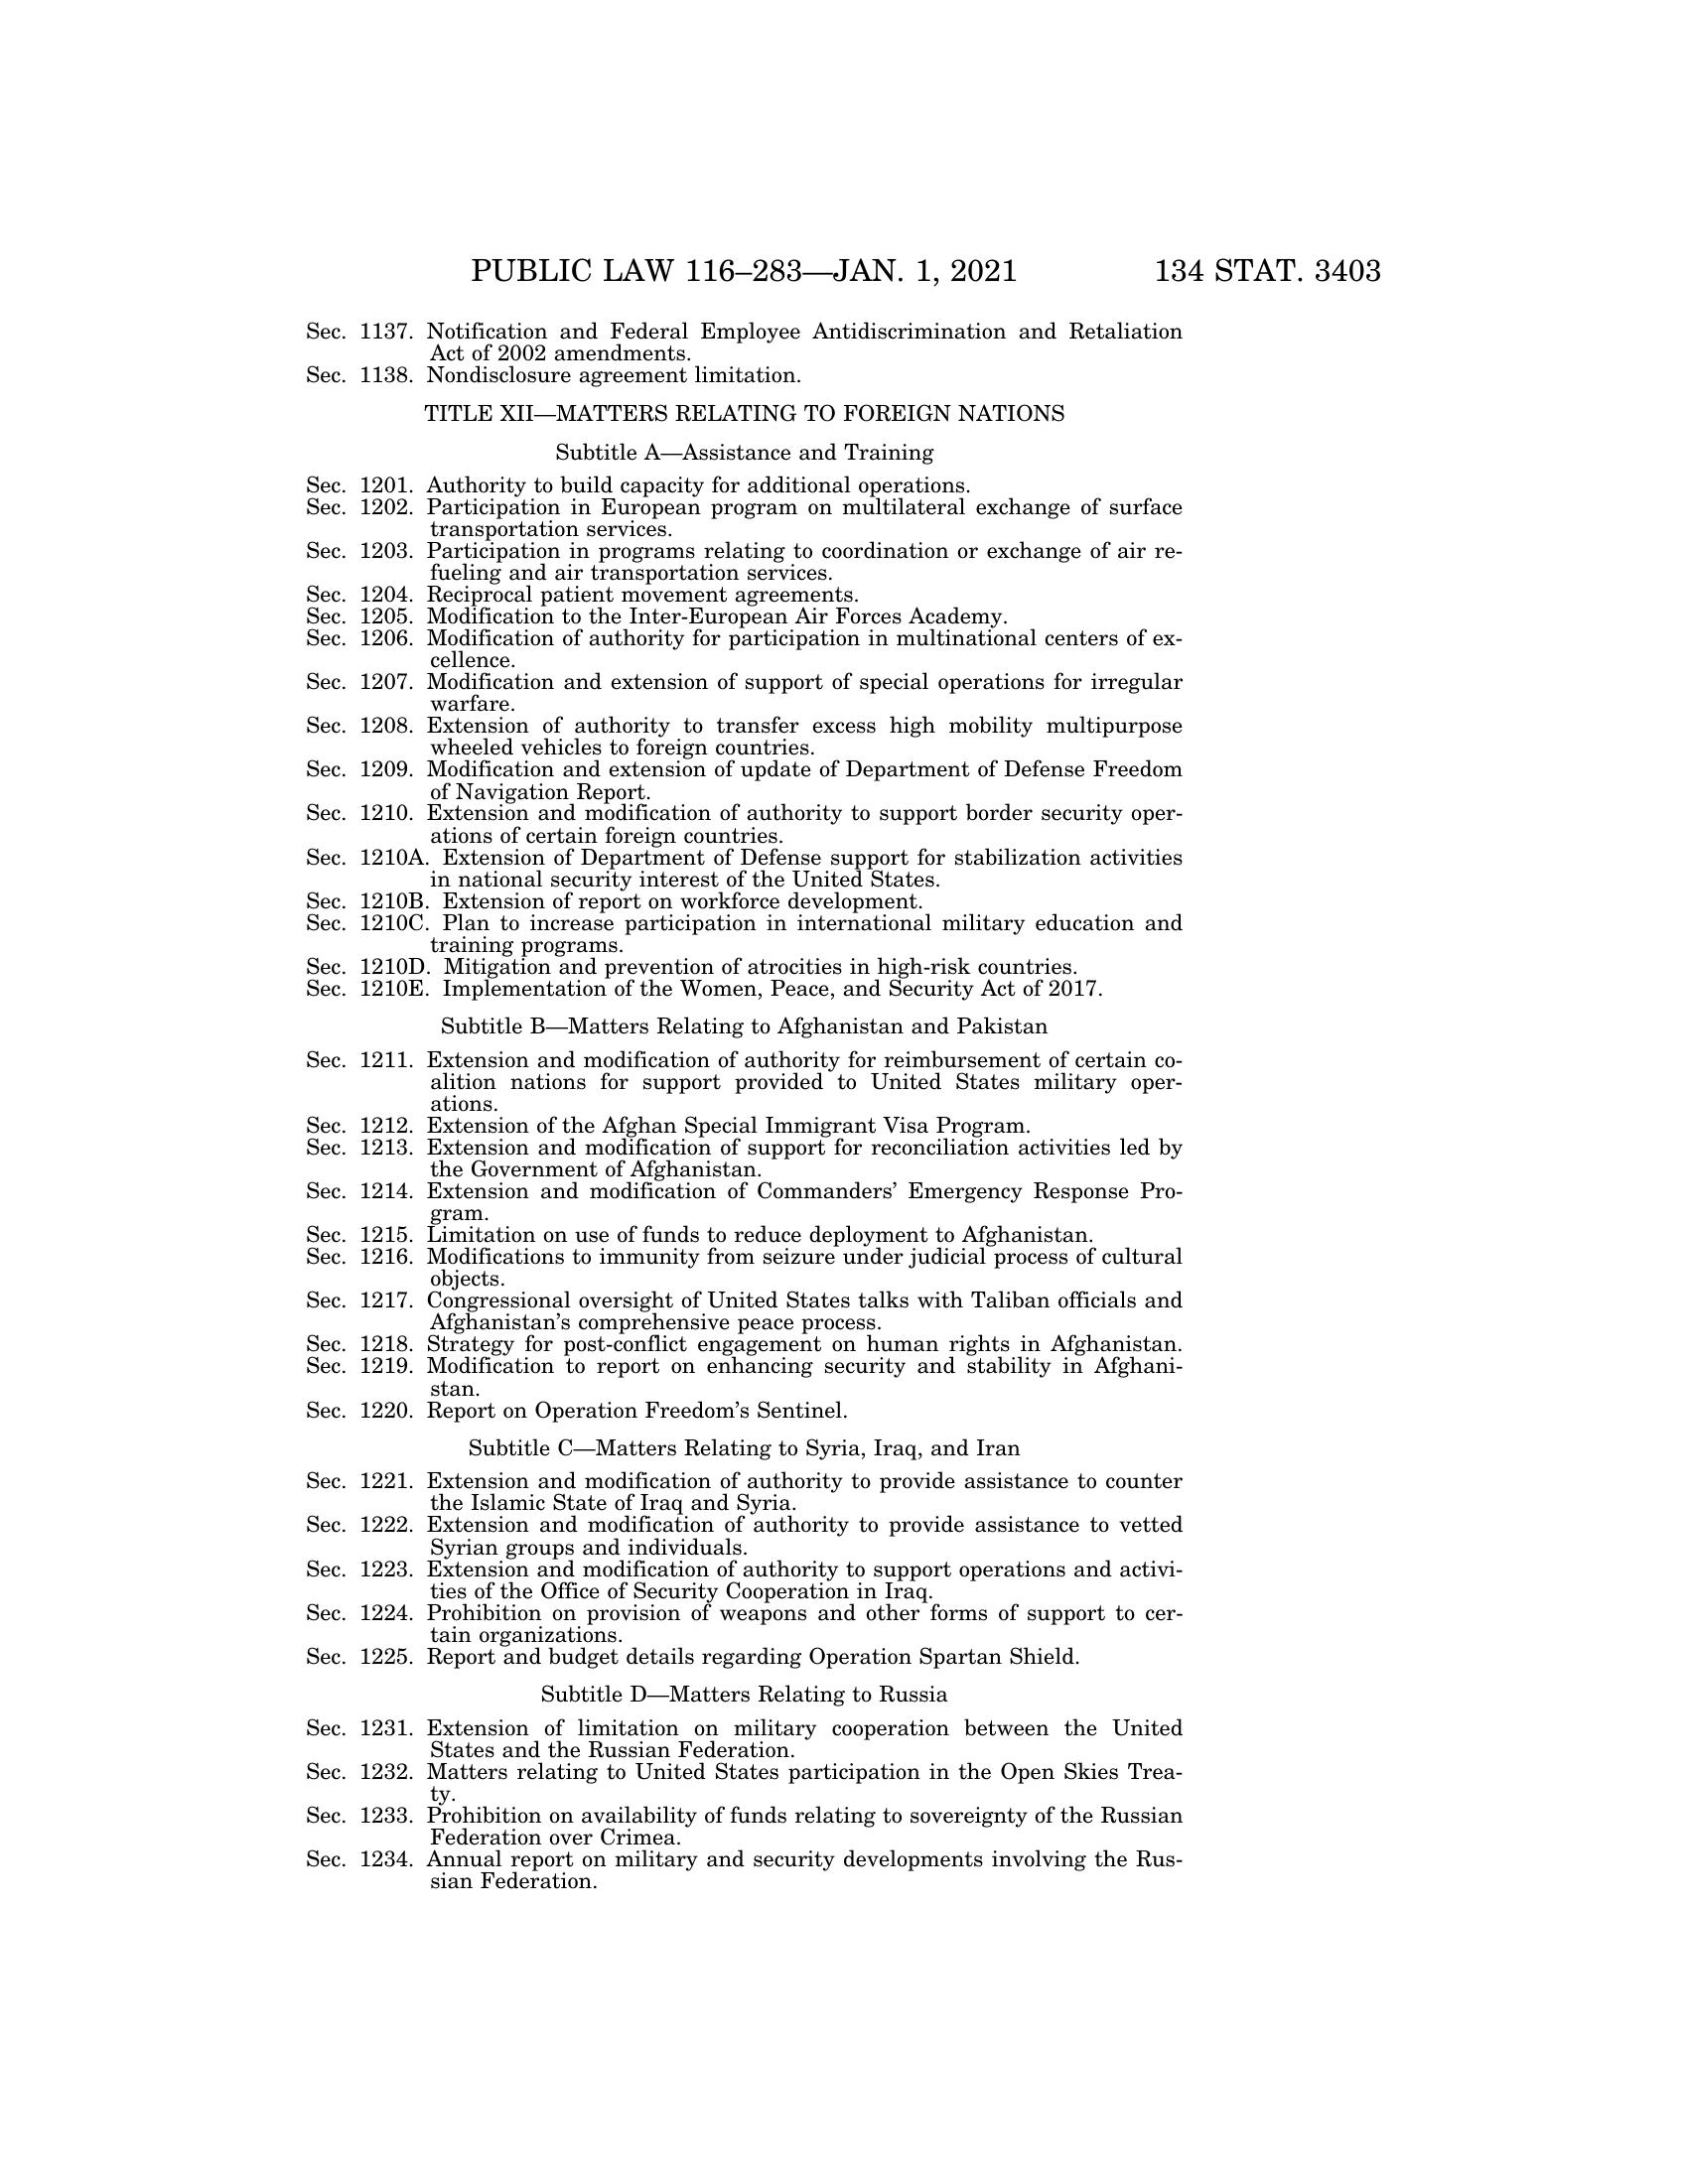 PUBLIC LAW 116–283—JAN. 1, 2021 134 STAT. 3403
Sec. 1137. Notification and Federal Employee Antidiscrimination and Retaliation
Act of 2002 amendments.
Sec. 1138. Nondisclosure agreement limitation.
TITLE XII—MATTERS RELATING TO FOREIGN NATIONS
Subtitle A—Assistance and Training
Sec. 1201. Authority to build capacity for additional operations.
Sec. 1202. Participation in European program on multilateral exchange of surface
transportation services.
Sec. 1203. Participation in programs relating to coordination or exchange of air re-
fueling and air transportation services.
Sec. 1204. Reciprocal patient movement agreements.
Sec. 1205. Modification to the Inter-European Air Forces Academy.
Sec. 1206. Modification of authority for participation in multinational centers of ex-
cellence.
Sec. 1207. Modification and extension of support of special operations for irregular
warfare.
Sec. 1208. Extension of authority to transfer excess high mobility multipurpose
wheeled vehicles to foreign countries.
Sec. 1209. Modification and extension of update of Department of Defense Freedom
of Navigation Report.
Sec. 1210. Extension and modification of authority to support border security oper-
ations of certain foreign countries.
Sec. 1210A. Extension of Department of Defense support for stabilization activities
in national security interest of the United States.
Sec. 1210B. Extension of report on workforce development.
Sec. 1210C. Plan to increase participation in international military education and
training programs.
Sec. 1210D. Mitigation and prevention of atrocities in high-risk countries.
Sec. 1210E. Implementation of the Women, Peace, and Security Act of 2017.
Subtitle B—Matters Relating to Afghanistan and Pakistan
Sec. 1211. Extension and modification of authority for reimbursement of certain co-
alition nations for support provided to United States military oper-
ations.
Sec. 1212. Extension of the Afghan Special Immigrant Visa Program.
Sec. 1213. Extension and modification of support for reconciliation activities led by
the Government of Afghanistan.
Sec. 1214. Extension and modification of Commanders’ Emergency Response Pro-
gram.
Sec. 1215. Limitation on use of funds to reduce deployment to Afghanistan.
Sec. 1216. Modifications to immunity from seizure under judicial process of cultural
objects.
Sec. 1217. Congressional oversight of United States talks with Taliban officials and
Afghanistan’s comprehensive peace process.
Sec. 1218. Strategy for post-conflict engagement on human rights in Afghanistan.
Sec. 1219. Modification to report on enhancing security and stability in Afghani-
stan.
Sec. 1220. Report on Operation Freedom’s Sentinel.
Subtitle C—Matters Relating to Syria, Iraq, and Iran
Sec. 1221. Extension and modification of authority to provide assistance to counter
the Islamic State of Iraq and Syria.
Sec. 1222. Extension and modification of authority to provide assistance to vetted
Syrian groups and individuals.
Sec. 1223. Extension and modification of authority to support operations and activi-
ties of the Office of Security Cooperation in Iraq.
Sec. 1224. Prohibition on provision of weapons and other forms of support to cer-
tain organizations.
Sec. 1225. Report and budget details regarding Operation Spartan Shield.
Subtitle D—Matters Relating to Russia
Sec. 1231. Extension of limitation on military cooperation between the United
States and the Russian Federation.
Sec. 1232. Matters relating to United States participation in the Open Skies Trea-
ty.
Sec. 1233. Prohibition on availability of funds relating to sovereignty of the Russian
Federation over Crimea.
Sec. 1234. Annual report on military and security developments involving the Rus-
sian Federation.